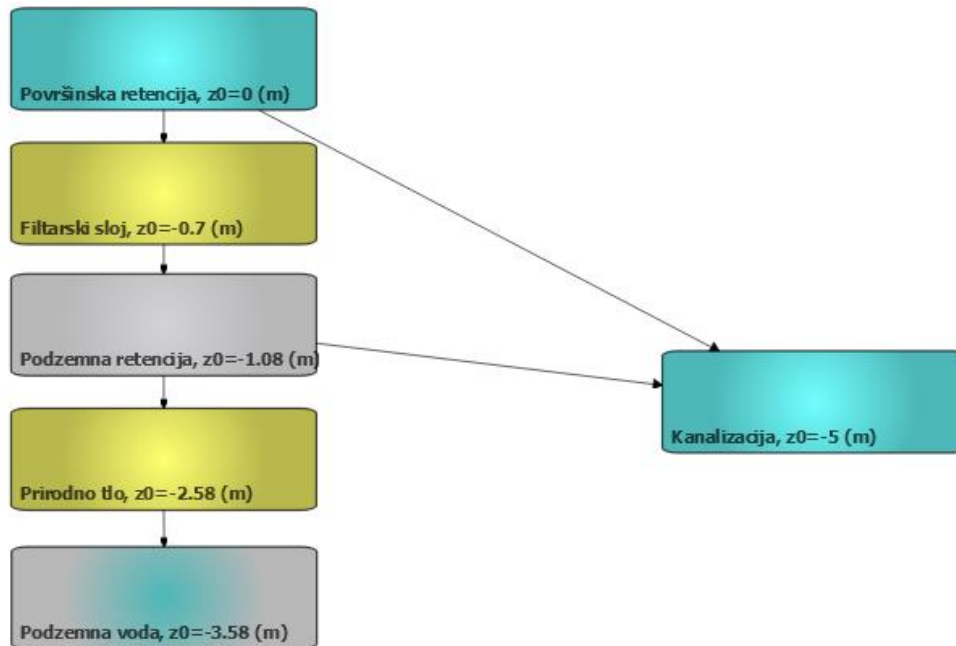 Površinska retencija, z0=0 (m)
Filtarski sloj, z0=-0.7 (m)
Podzemna retencija, z0=-1.08 (m)
Kanalizacija, z0=-5 (m)
Prirodno tlo, z0=-2.58 (m)
Podzemna voda, z0=-3.58 (m)